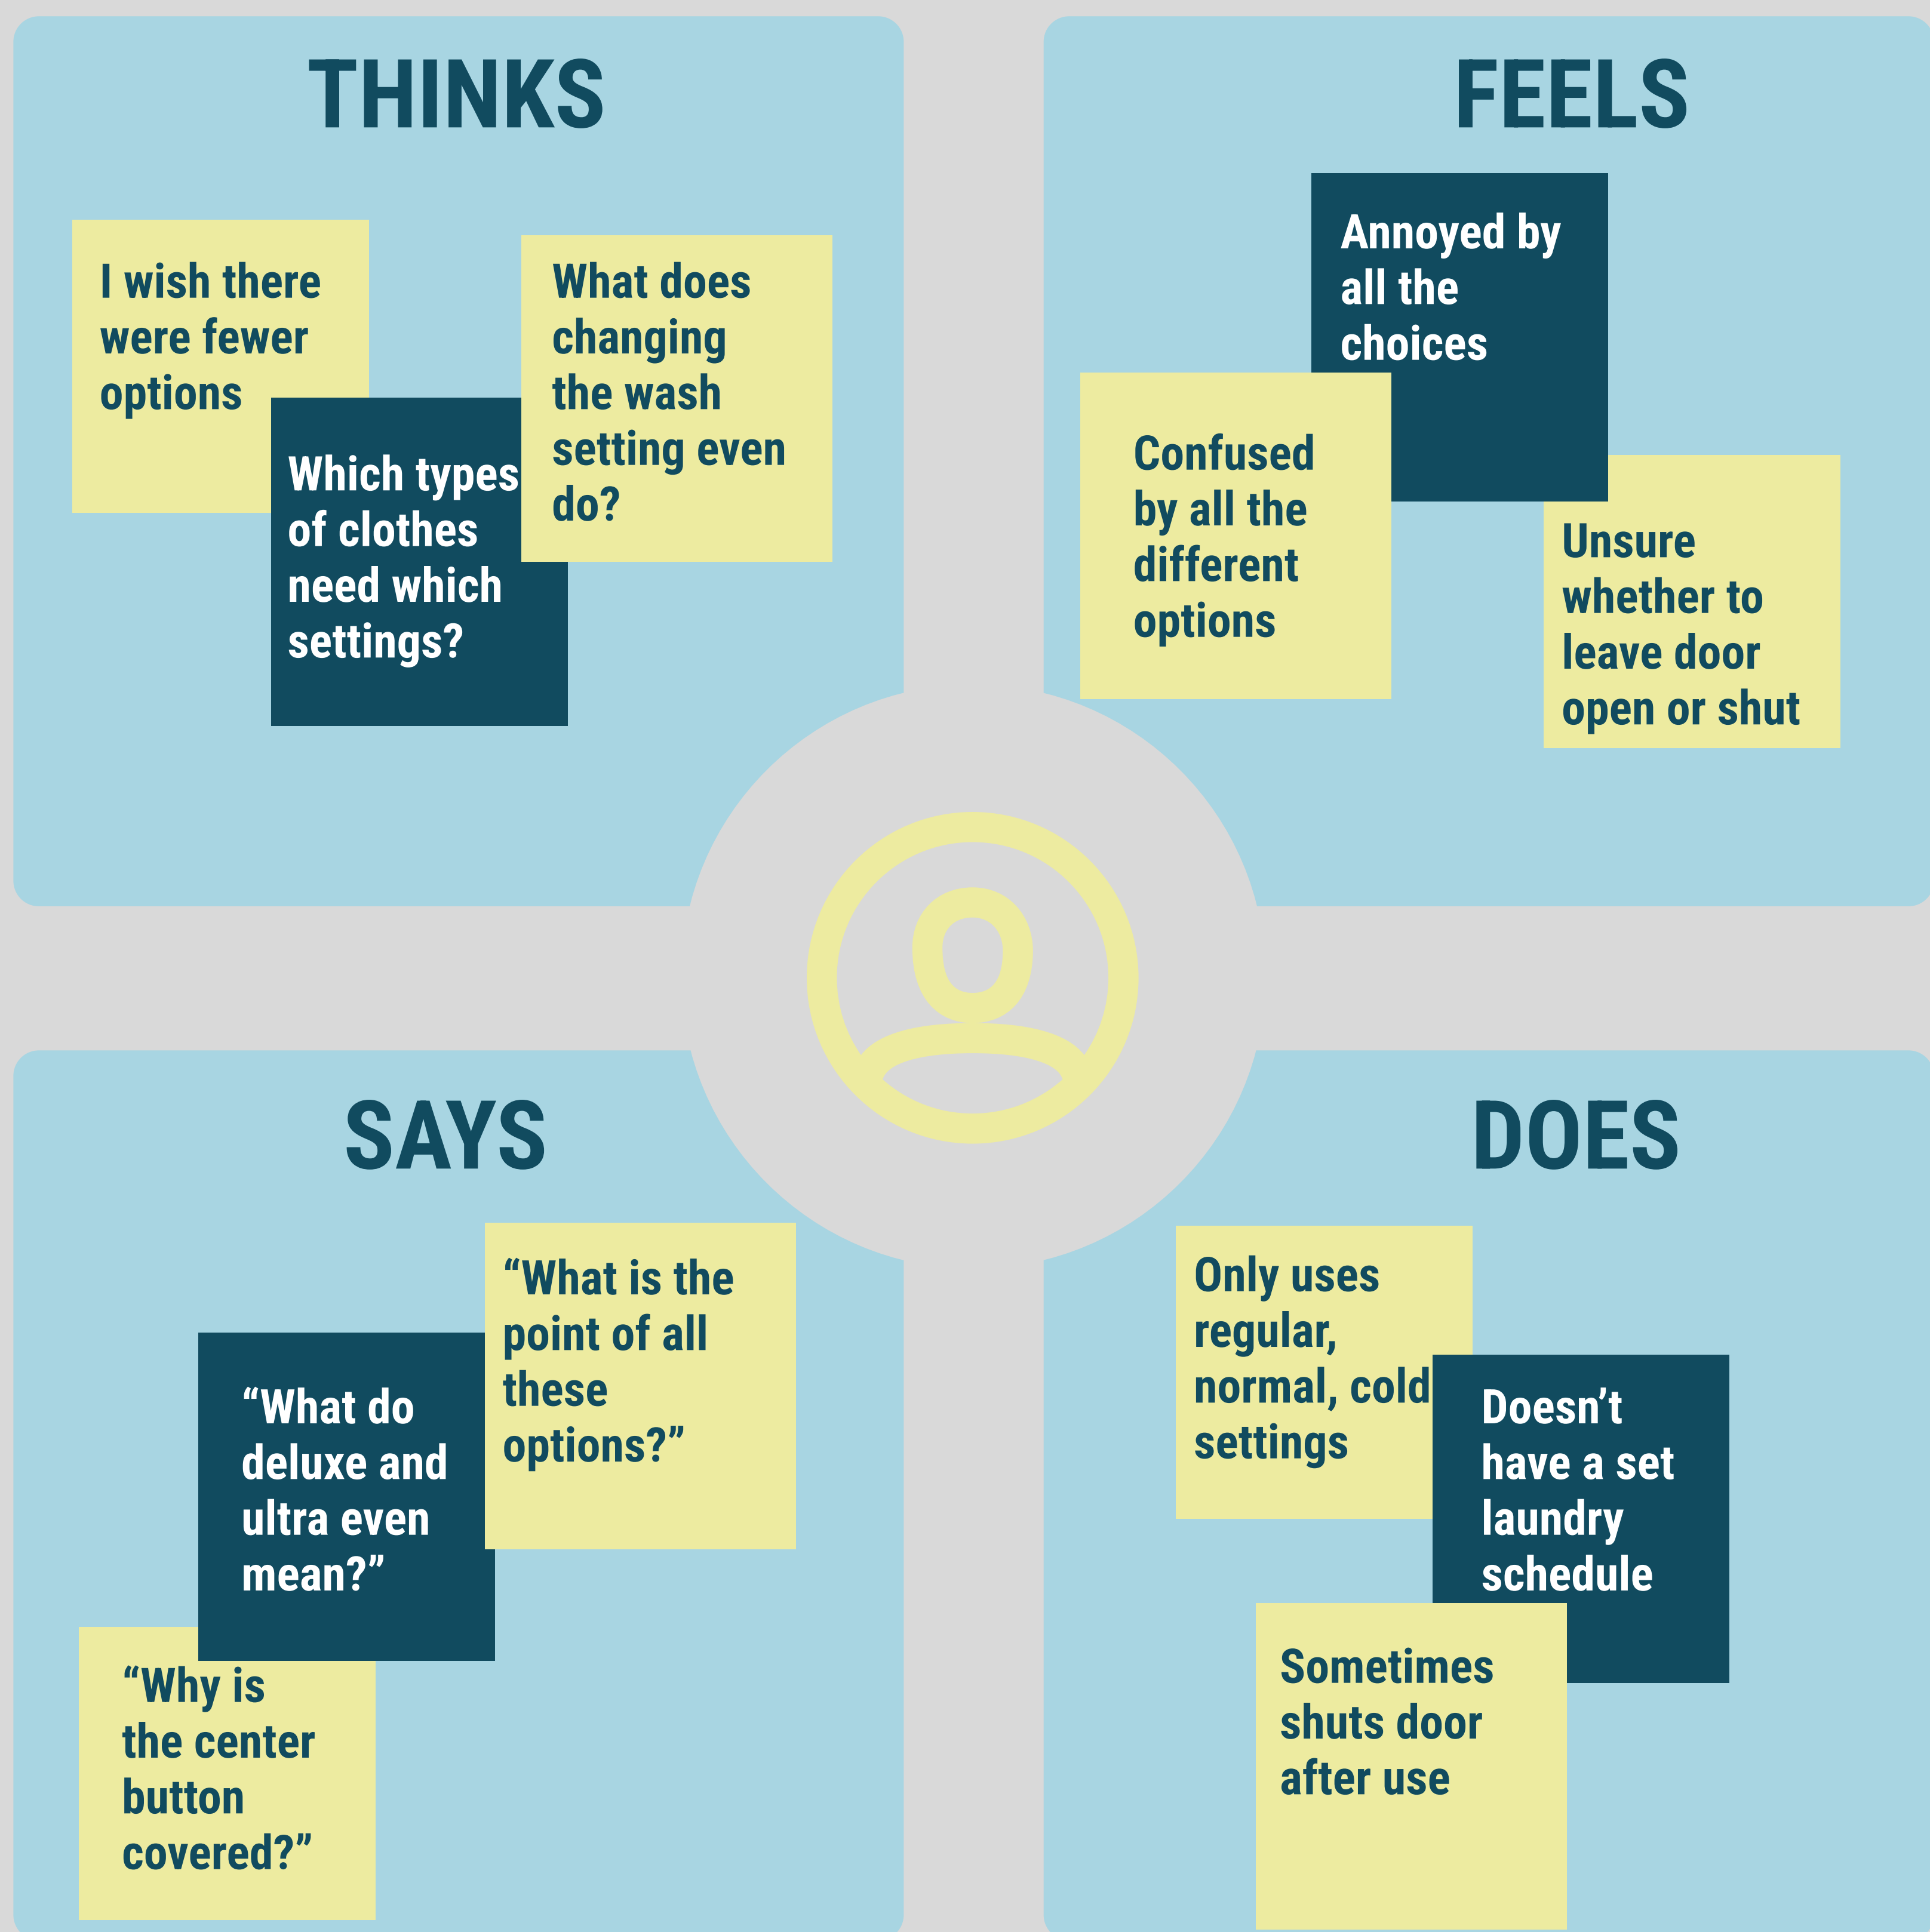 THINKS
I wish there
were fewer
options
Which types
of clothes
need which
settings?
What does
changing
the wash
setting even
do?
FEELS
Annoyed by
all the
choices
Confused
by all the
different
options
Unsure
whether to
leave door
open or shut
SAYS
“What is the
point of all
these
options?”
“What do
deluxe and
ultra even
mean?”
“Why is
the center
button
covered?”
DOES
Only uses
regular,
normal, cold
settings
Doesn’t
have a set
laundry
schedule
Sometimes
shuts door
after use